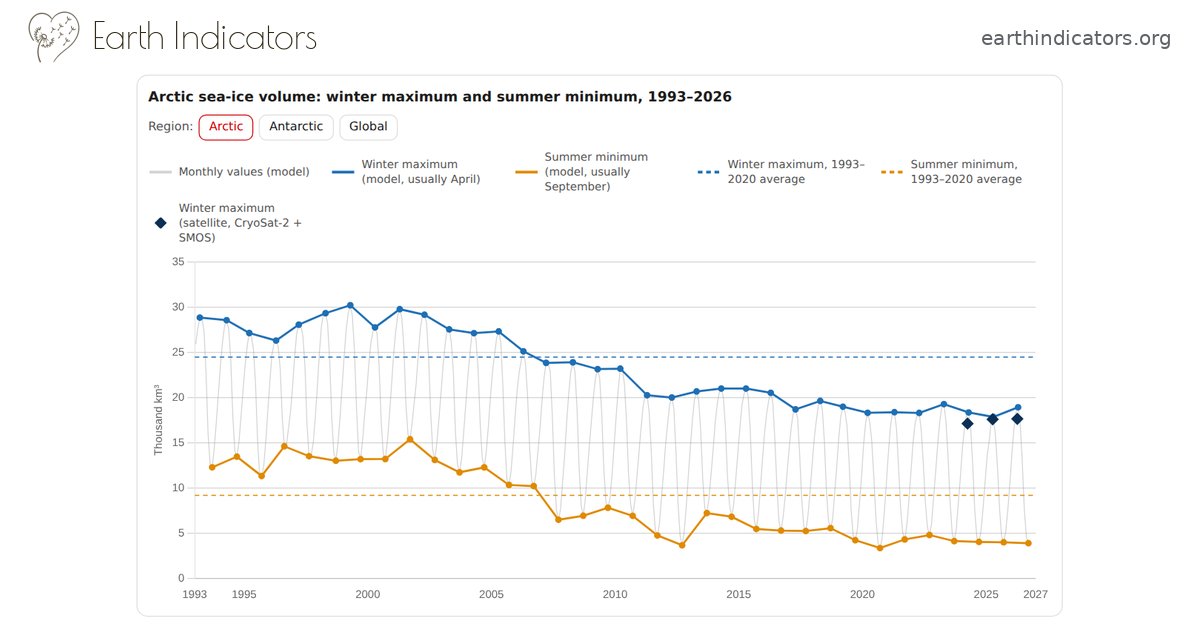 Earth Indicators
earthindicators.org
Arctic sea-ice volume: winter maximum and summer minimum, 1993–2026
Region: Arctic Antarctic Global
Monthly values (model)
Winter maximum
(model, usually April)
Summer minimum
(model, usually
September)
Winter maximum, 1993–
2020 average
Summer minimum,
1993–2020 average
Winter maximum
(satellite, CryoSat-2 +
SMOS)
Thousand km³
35
30
25
20
15
10
5
0
1993 1995 2000 2005 2010 2015 2020 2025 2027